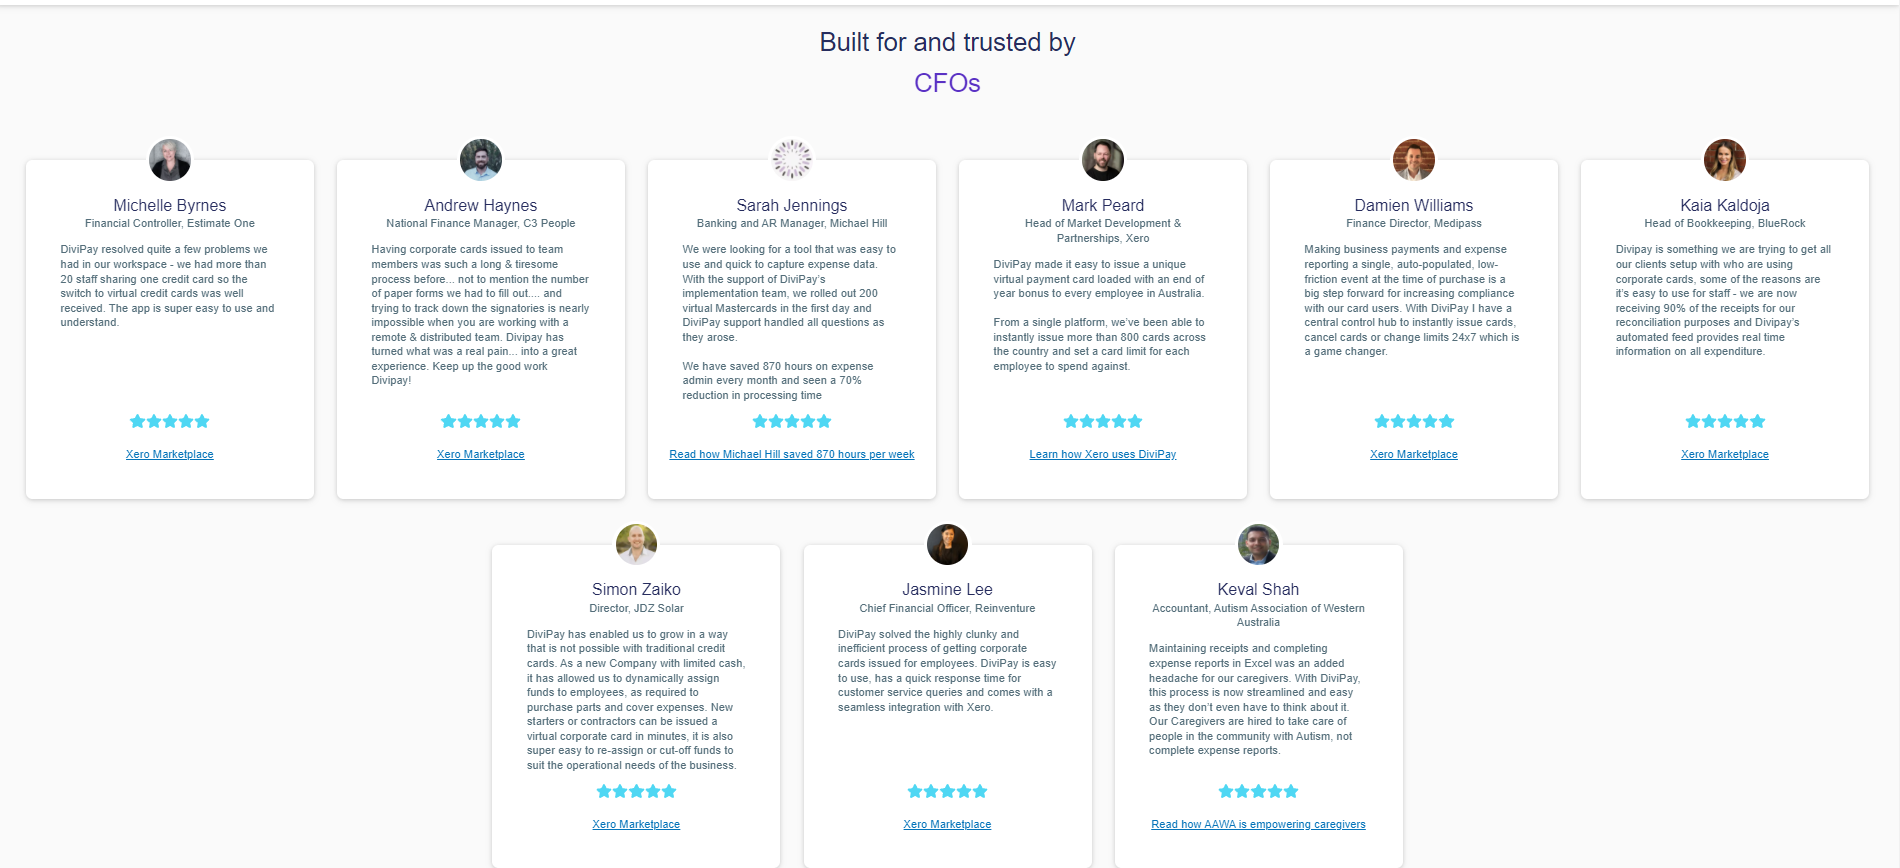 Built for and trusted by
CFOs
Michelle Byrnes
Financial Controller, Estimate One
DiviPay resolved quite a few problems we
had in our workspace - we had more than
20 staff sharing one credit card so the
switch to virtual credit cards was well
received. The app is super easy to use and
understand.
Xero Marketplace
Andrew Haynes
National Finance Manager, C3 People
Having corporate cards issued to team
members was such a long & tiresome
process before... not to mention the number
of paper forms we had to fill out.... and
trying to track down the signatories is nearly
impossible when you are working with a
remote & distributed team. Divipay has
turned what was a real pain... into a great
experience. Keep up the good work
Divipay!
Xero Marketplace
Sarah Jennings
Banking and AR Manager, Michael Hill
We were looking for a tool that was easy to
use and quick to capture expense data.
With the support of DiviPay's
implementation team, we rolled out 200
virtual Mastercards in the first day and
DiviPay support handled all questions as
they arose.
We have saved 870 hours on expense
admin every month and seen a 70%
reduction in processing time
Read how Michael Hill saved 870 hours per week
Mark Peard
Head of Market Development &
Partnerships, Xero
DiviPay made it easy to issue a unique
virtual payment card loaded with an end of
year bonus to every employee in Australia.
From a single platform, we've been able to
instantly issue more than 800 cards across
the country and set a card limit for each
employee to spend against.
Learn how Xero uses DiviPay
Damien Williams
Finance Director, Medipass
Making business payments and expense
reporting a single, auto-populated, low-
friction event at the time of purchase is a
big step forward for increasing compliance
with our card users. With DiviPay I have a
central control hub to instantly issue cards,
cancel cards or change limits 24x7 which is
a game changer.
Xero Marketplace
Kaia Kaldoja
Head of Bookkeeping, BlueRock
Divipay is something we are trying to get all
our clients setup with who are using
corporate cards, some of the reasons are
it's easy to use for staff - we are now
receiving 90% of the receipts for our
reconciliation purposes and Divipay's
automated feed provides real time
information on all expenditure.
Xero Marketplace
Simon Zaiko
Director, JDZ Solar
DiviPay has enabled us to grow in a way
that is not possible with traditional credit
cards. As a new Company with limited cash,
it has allowed us to dynamically assign
funds to employees, as required to
purchase parts and cover expenses. New
starters or contractors can be issued a
virtual corporate card in minutes, it is also
super easy to re-assign or cut-off funds to
suit the operational needs of the business.
Xero Marketplace
Jasmine Lee
Chief Financial Officer, Reinventure
DiviPay solved the highly clunky and
inefficient process of getting corporate
cards issued for employees. DiviPay is easy
to use, has a quick response time for
customer service queries and comes with a
seamless integration with Xero.
Xero Marketplace
Keval Shah
Accountant, Autism Association of Western
Australia
Maintaining receipts and completing
expense reports in Excel was an added
headache for our caregivers. With DiviPay,
this process is now streamlined and easy
as they don't even have to think about it.
Our Caregivers are hired to take care of
people in the community with Autism, not
complete expense reports.
Read how AAWA is empowering caregivers